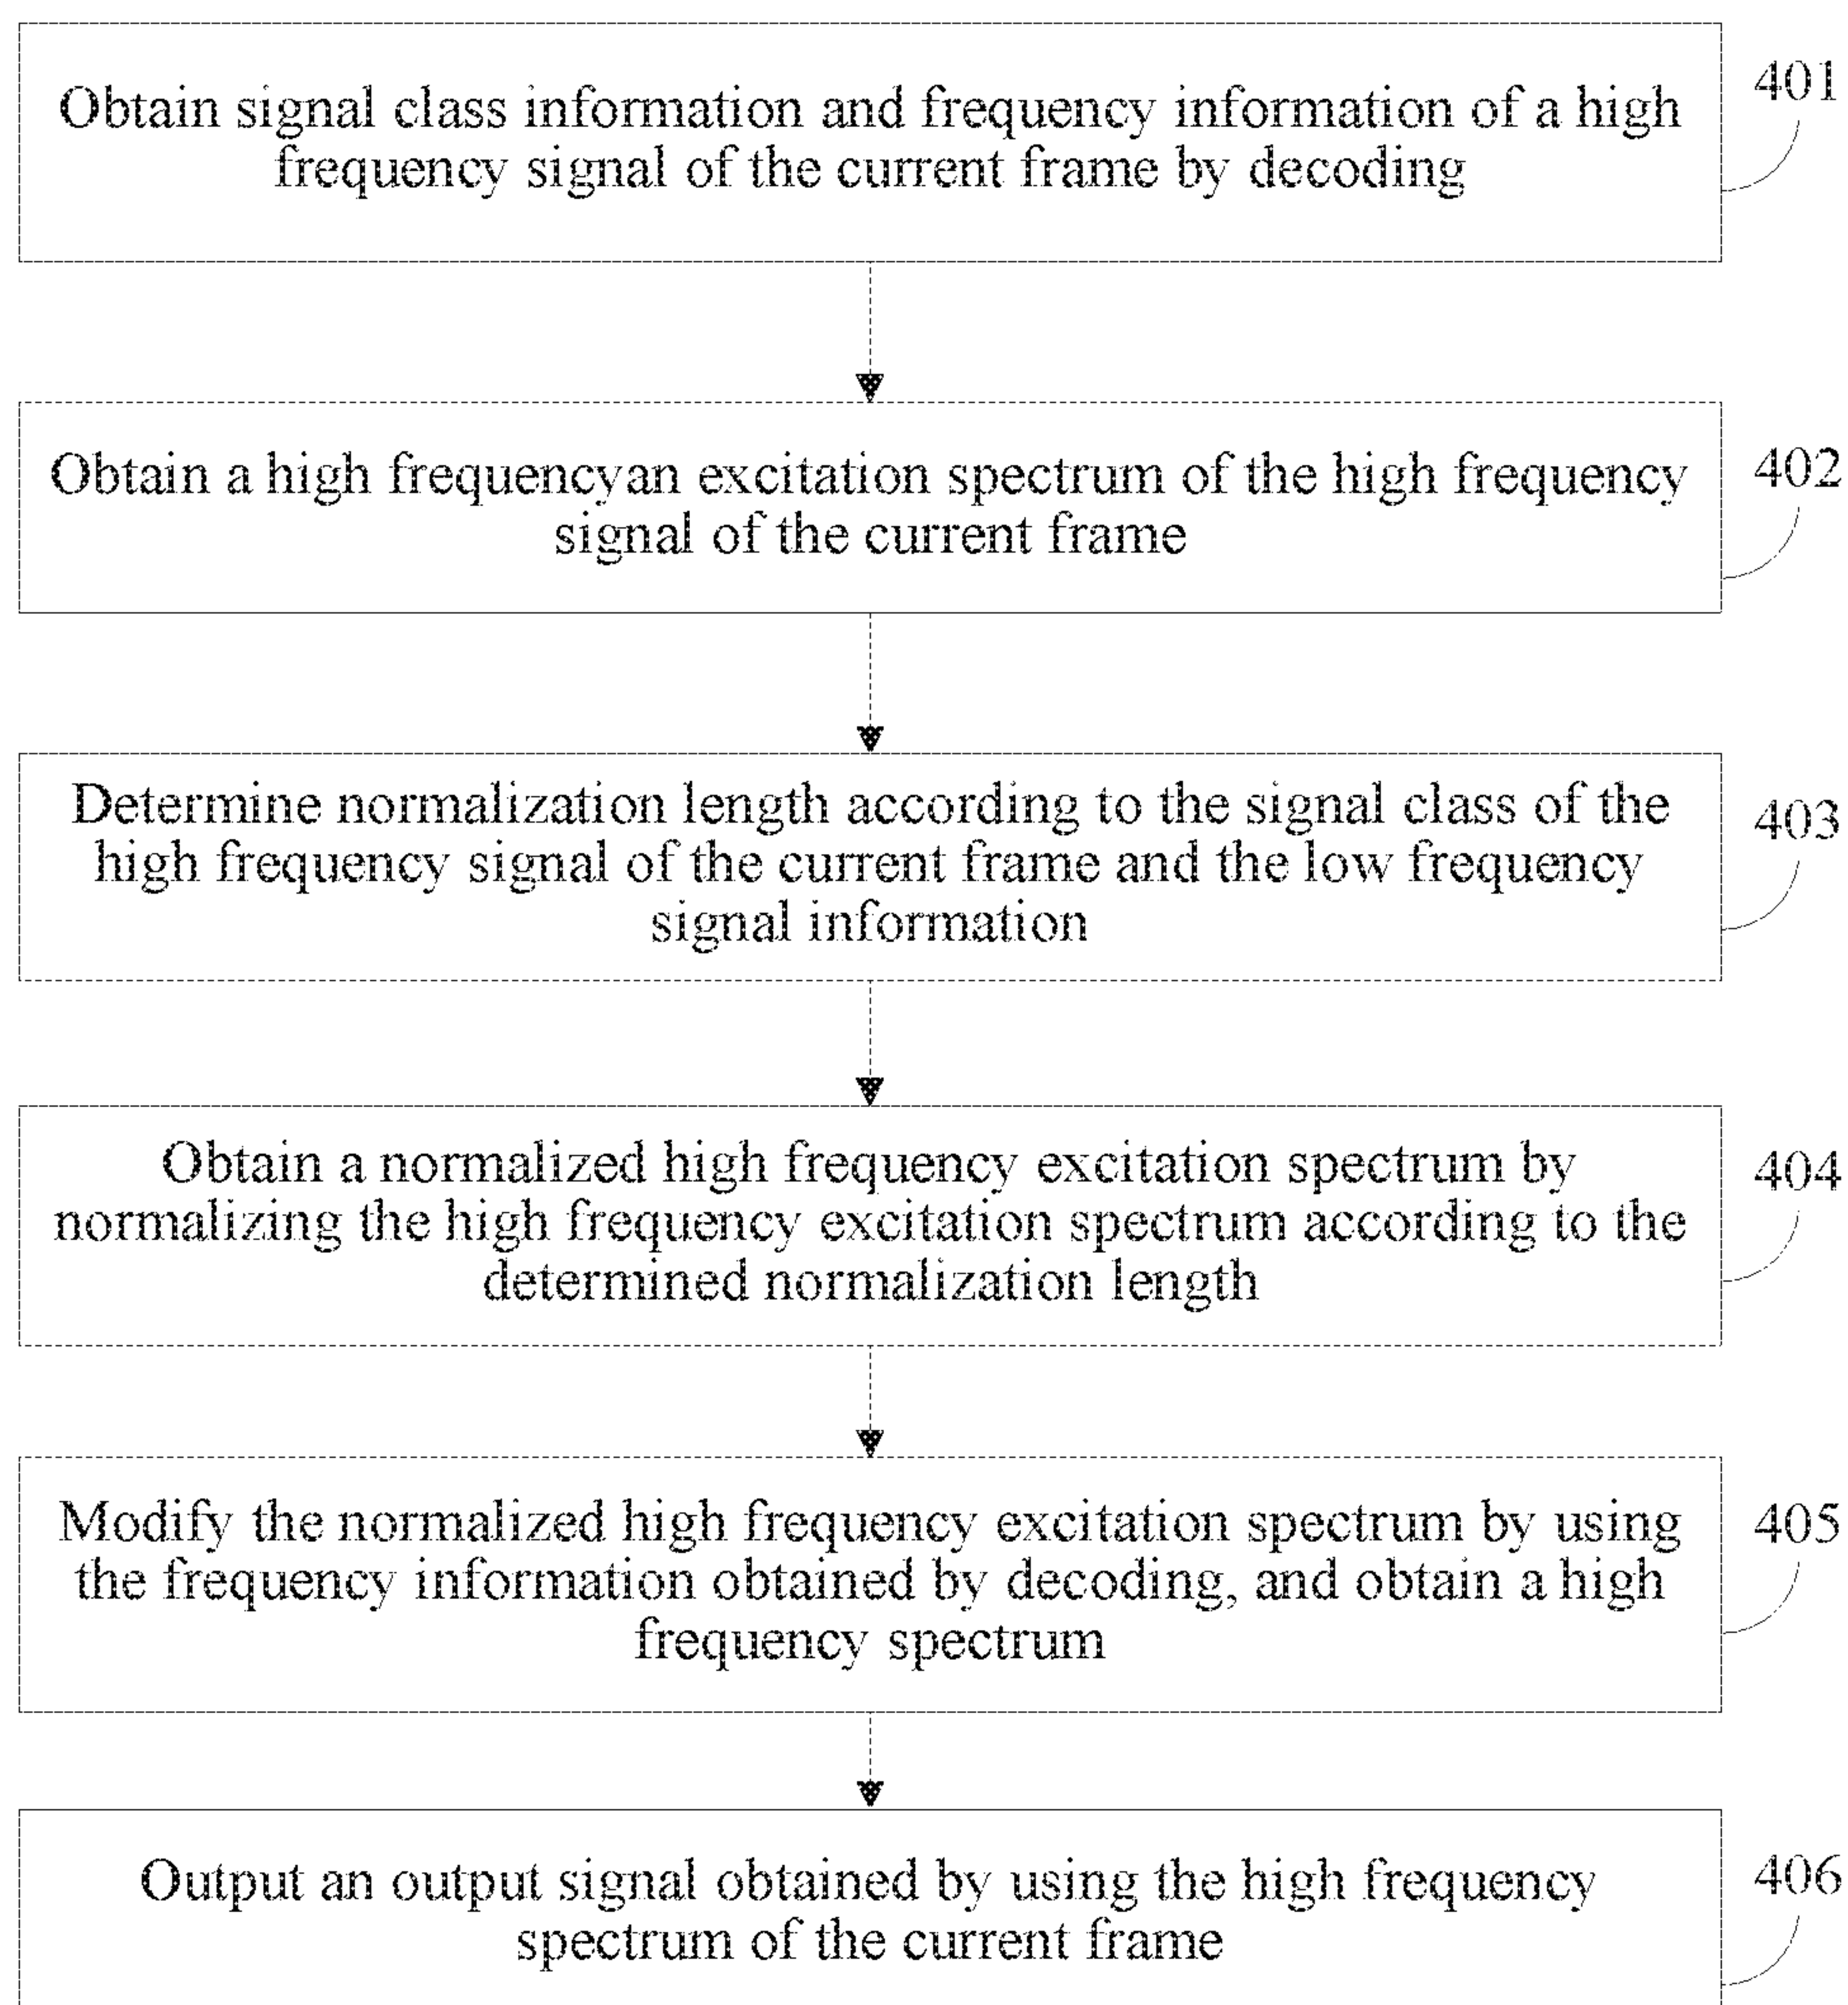 Obtain signal class information and frequency information of a high
frequency signal of the current frame by decoding
401
Obtain a high frequencyan excitation spectrum of the high frequency
signal of the current frame
402
Determine normalization length according to the signal class of the
high frequency signal of the current frame and the low frequency
signal information
403
Obtain a normalized high frequency excitation spectrum by
normalizing the high frequency excitation spectrum according to the
determined normalization length
404
Modify the normalized high frequency excitation spectrum by using
the frequency information obtained by decoding, and obtain a high
frequency spectrum
405
Output an output signal obtained by using the high frequency
spectrum of the current frame
406